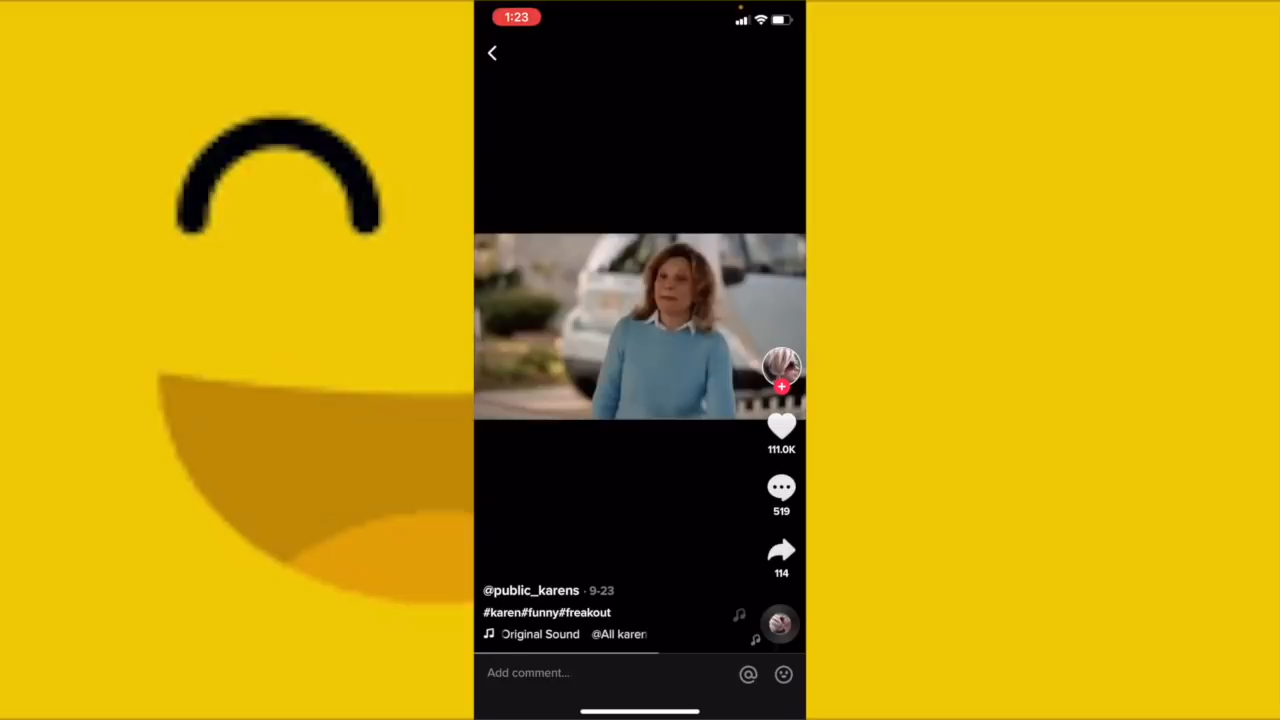 1:23
111.0K
519
114
@public_karens · 9-23
#karen#funny#freakout
Original Sound @All karen
Add comment...